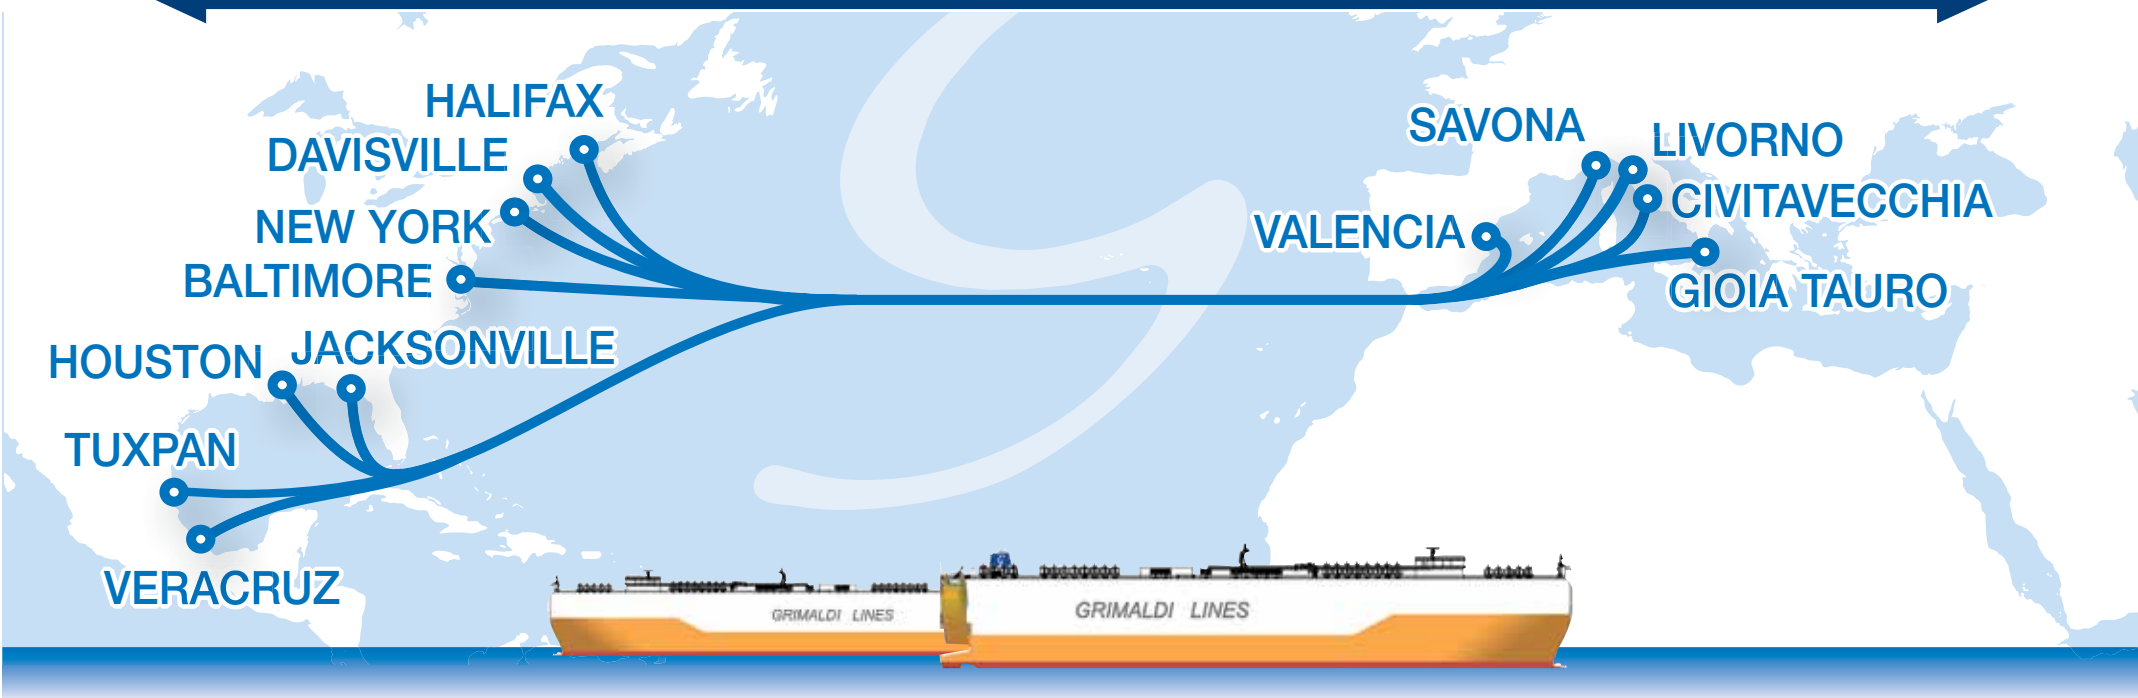 HALIFAX
DAVISVILLE
NEW YORK
BALTIMORE
JACKSONVILLE
HOUSTON
TUXPAN
VERACRUZ
SAVONA
LIVORNO
CIVITAVECCHIA
VALENCIA
GIOIA TAURO
GRIMALDI LINES
GRIMALDI LINES